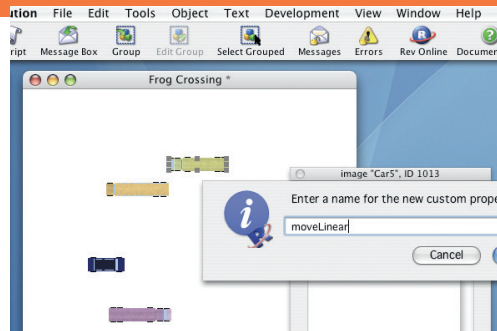 ution File Edit Tools Object Text Development View Window Help
ript Message Box Group Edit Group Select Grouped Messages Errors Rev Online Documen
Frog Crossing *
image "Car5", ID 1013
Enter a name for the new custom prope
moveLinear
Cancel